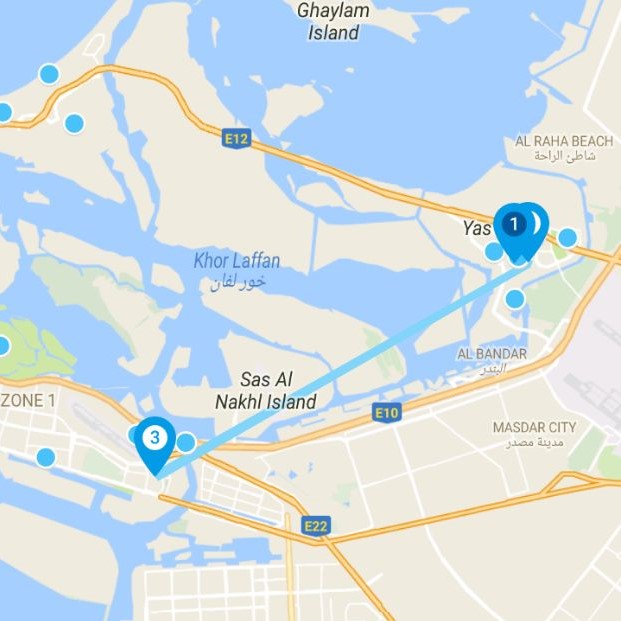 Ghaylam
Island
E12
AL RAHA BEACH
شاطئ الراحة
1
Yas
Khor Laffan
خور لفان
AL BANDAR
البندر
Sas Al
Nakhl Island
ZONE 1
E10
MASDAR CITY
مدينة مصدر
3
E22